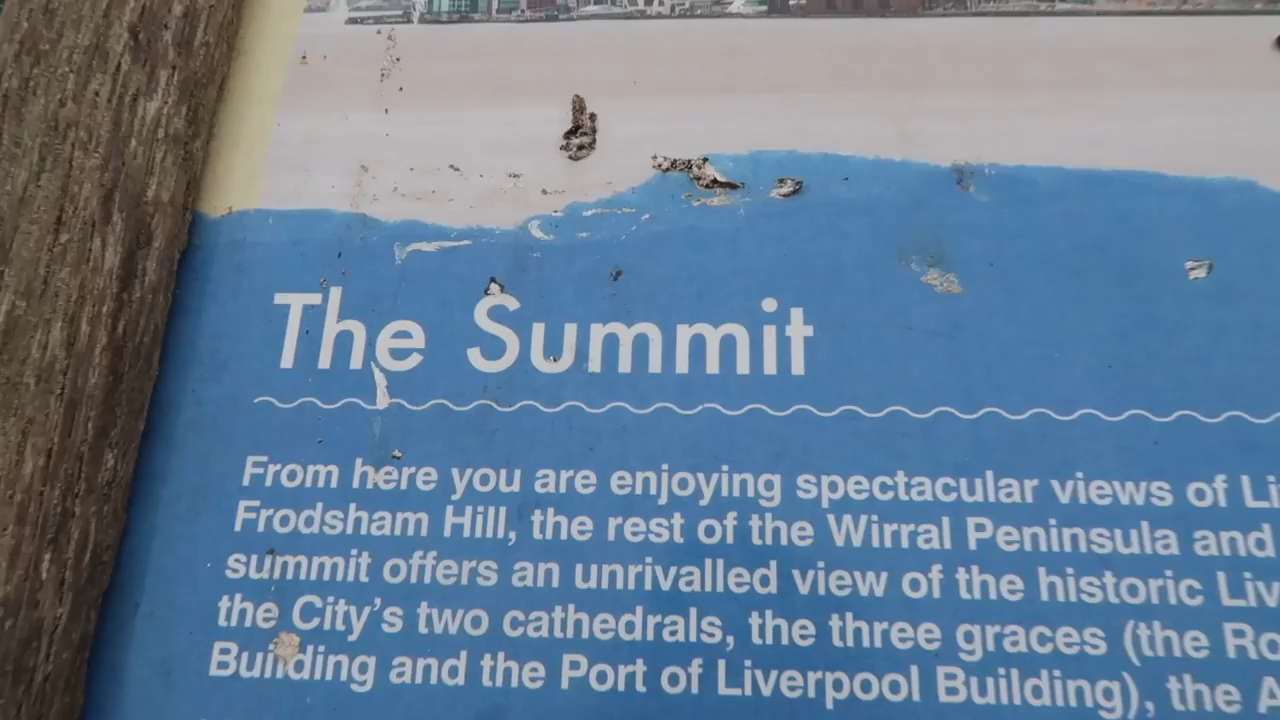 The Summit
From here you are enjoying spectacular views of
Frodsham Hill, the rest of the Wirral Peninsula and
summit offers an unrivalled view of the historic
the City's two cathedrals, the three graces (the
Building and the Port of Liverpool Building), the